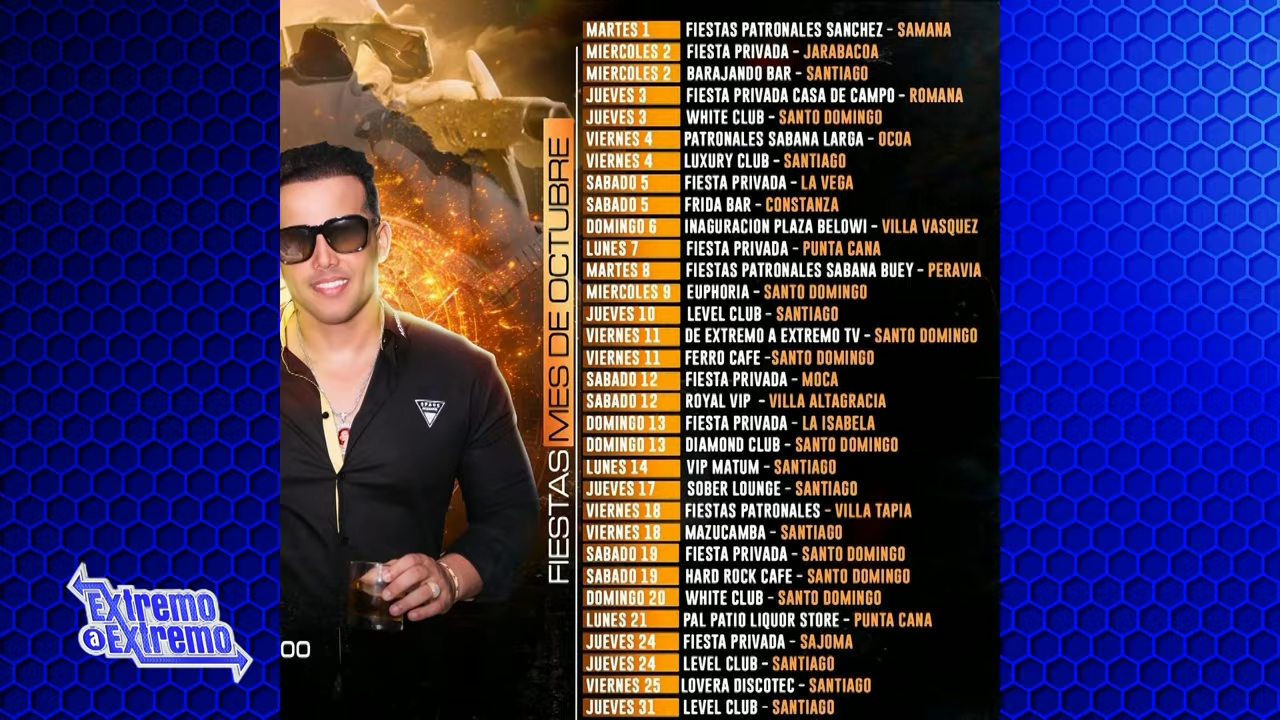 MARTES 1 FIESTAS PATRONALES SANCHEZ - SAMANA
MIERCOLES 2 FIESTA PRIVADA - JARABACOA
MIERCOLES 2 BARAJANDO BAR - SANTIAGO
JUEVES 3 FIESTA PRIVADA CASA DE CAMPO - ROMANA
JUEVES 3 WHITE CLUB - SANTO DOMINGO
VIERNES 4 PATRONALES SABANA LARGA - OCOA
VIERNES 4 LUXURY CLUB - SANTIAGO
SABADO 5 FIESTA PRIVADA - LA VEGA
SABADO 5 FRIDA BAR - CONSTANZA
DOMINGO 6 INAGURACION PLAZA BELOWI - VILLA VASQUEZ
LUNES 7 FIESTA PRIVADA - PUNTA CANA
MARTES 8 FIESTAS PATRONALES SABANA BUEY - PERAVIA
MIERCOLES 9 EUPHORIA - SANTO DOMINGO
JUEVES 10 LEVEL CLUB - SANTIAGO
VIERNES 11 DE EXTREMO A EXTREMO TV - SANTO DOMINGO
VIERNES 11 FERRO CAFE -SANTO DOMINGO
SABADO 12 FIESTA PRIVADA - MOCA
SABADO 12 ROYAL VIP - VILLA ALTAGRACIA
DOMINGO 13 FIESTA PRIVADA - LA ISABELA
DOMINGO 13 DIAMOND CLUB - SANTO DOMINGO
LUNES 14 VIP MATUM - SANTIAGO
JUEVES 17 SOBER LOUNGE - SANTIAGO
VIERNES 18 FIESTAS PATRONALES - VILLA TAPIA
VIERNES 18 MAZUCAMBA - SANTIAGO
SABADO 19 FIESTA PRIVADA - SANTO DOMINGO
SABADO 19 HARD ROCK CAFE - SANTO DOMINGO
DOMINGO 20 WHITE CLUB - SANTO DOMINGO
LUNES 21 PAL PATIO LIQUOR STORE - PUNTA CANA
JUEVES 24 FIESTA PRIVADA - SAJOMA
JUEVES 24 LEVEL CLUB - SANTIAGO
VIERNES 25 LOVERA DISCOTEC - SANTIAGO
JUEVES 31 LEVEL CLUB - SANTIAGO
FIESTAS MES DE OCTUBRE
Extremo
a Extremo
OO